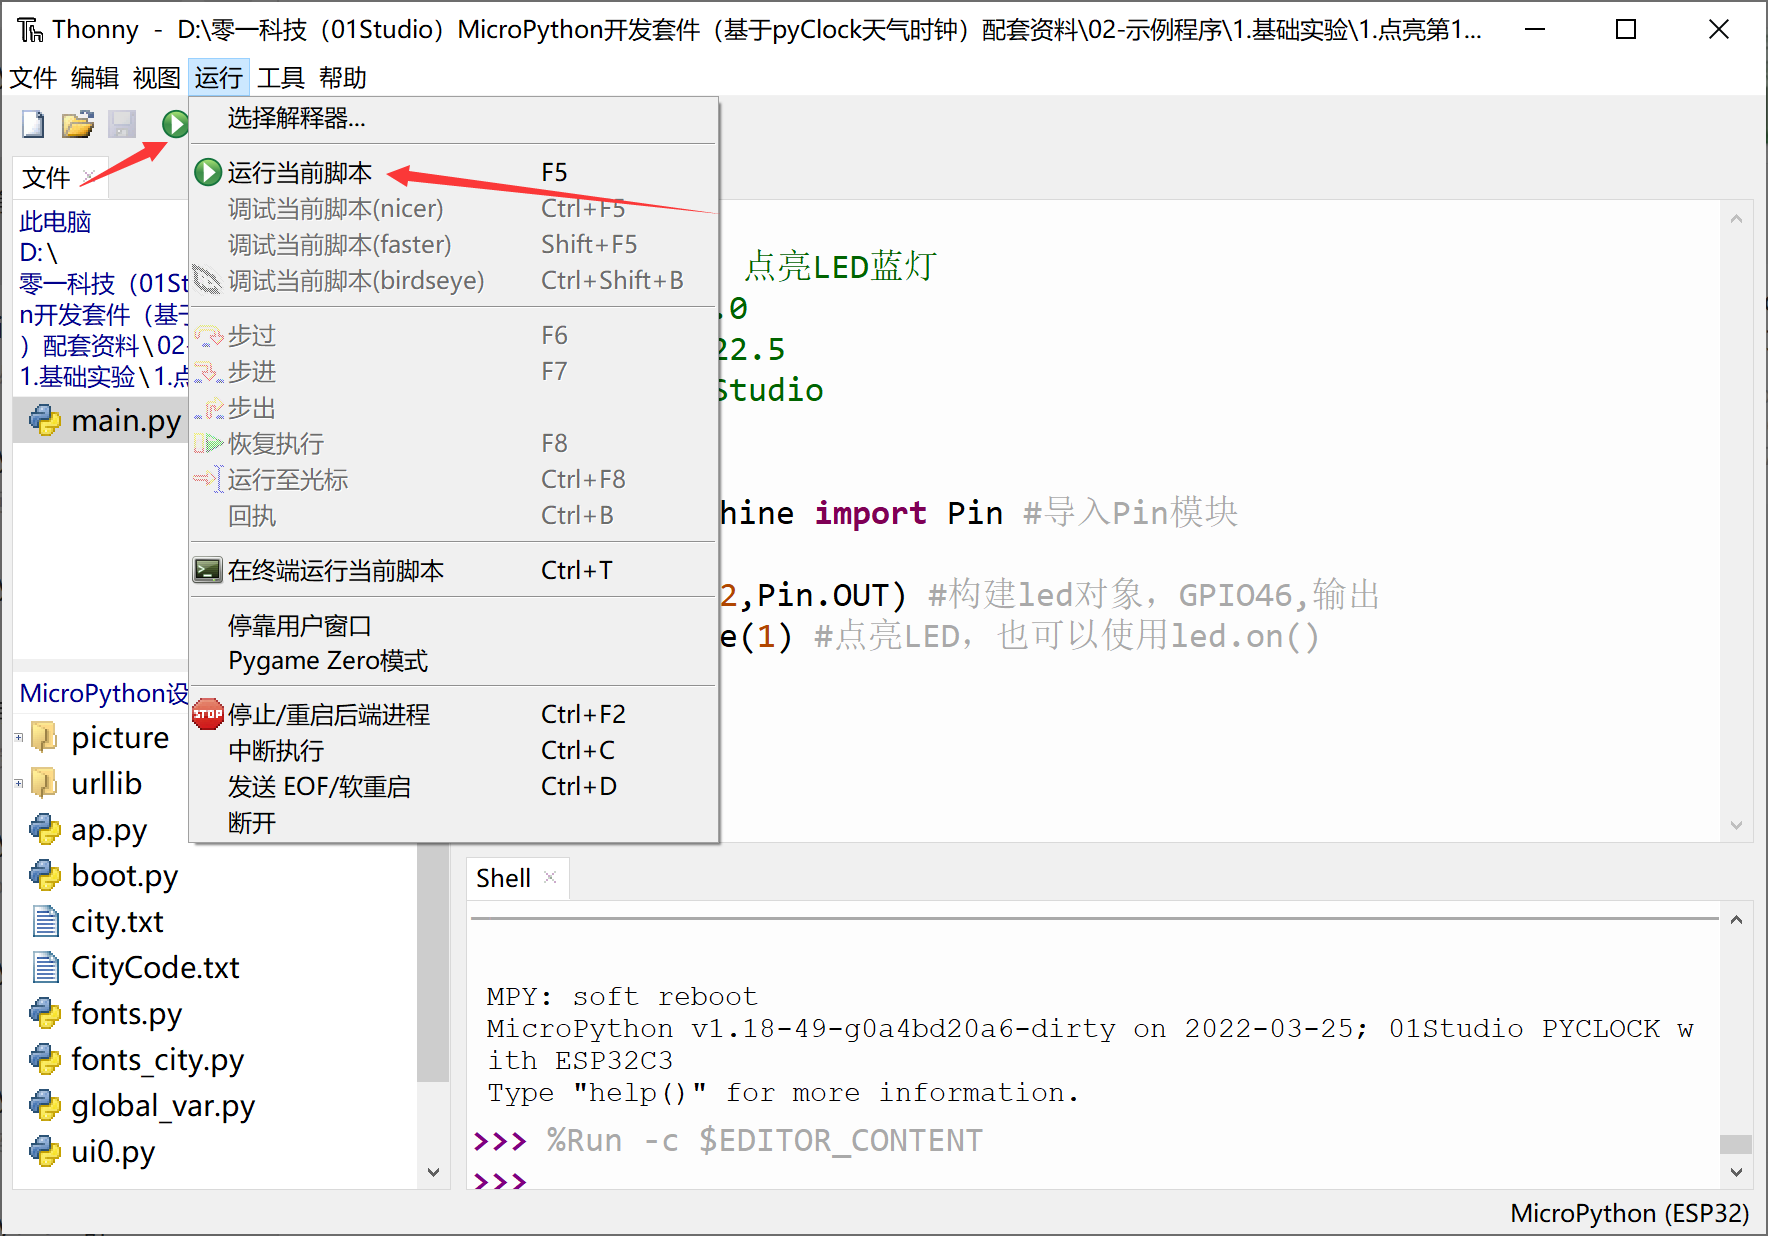 Thonny - D:\零一科技（01Studio）MicroPython开发套件（基于pyClock天气时钟）配套资料\02-示例程序\1.基础实验\1.点亮第1...
文件 编辑 视图 运行 工具 帮助
选择解释器...
运行当前脚本 F5
调试当前脚本(nicer) Ctrl+F5
调试当前脚本(faster) Shift+F5
调试当前脚本(birdseye) Ctrl+Shift+B
步过 F6
步进 F7
步出
恢复执行 F8
运行至光标 Ctrl+F8
回执 Ctrl+B
在终端运行当前脚本 Ctrl+T
停靠用户窗口
Pygame Zero模式
STOP 停止/重启后端进程 Ctrl+F2
中断执行 Ctrl+C
发送 EOF/软重启 Ctrl+D
断开
文件
此电脑
D:\
零一科技（01St
n开发套件（基于
）配套资料\02-
1.基础实验\1.点
main.py
MicroPython设
picture
urllib
ap.py
boot.py
city.txt
CityCode.txt
fonts.py
fonts_city.py
global_var.py
ui0.py
点亮LED蓝灯
.0
22.5
Studio
hine import Pin #导入Pin模块
2,Pin.OUT) #构建led对象，GPIO46,输出
e(1) #点亮LED，也可以使用led.on()
Shell
MPY: soft reboot
MicroPython v1.18-49-g0a4bd20a6-dirty on 2022-03-25; 01Studio PYCLOCK w
ith ESP32C3
Type "help()" for more information.
>>> %Run -c $EDITOR_CONTENT
>>>
MicroPython (ESP32)